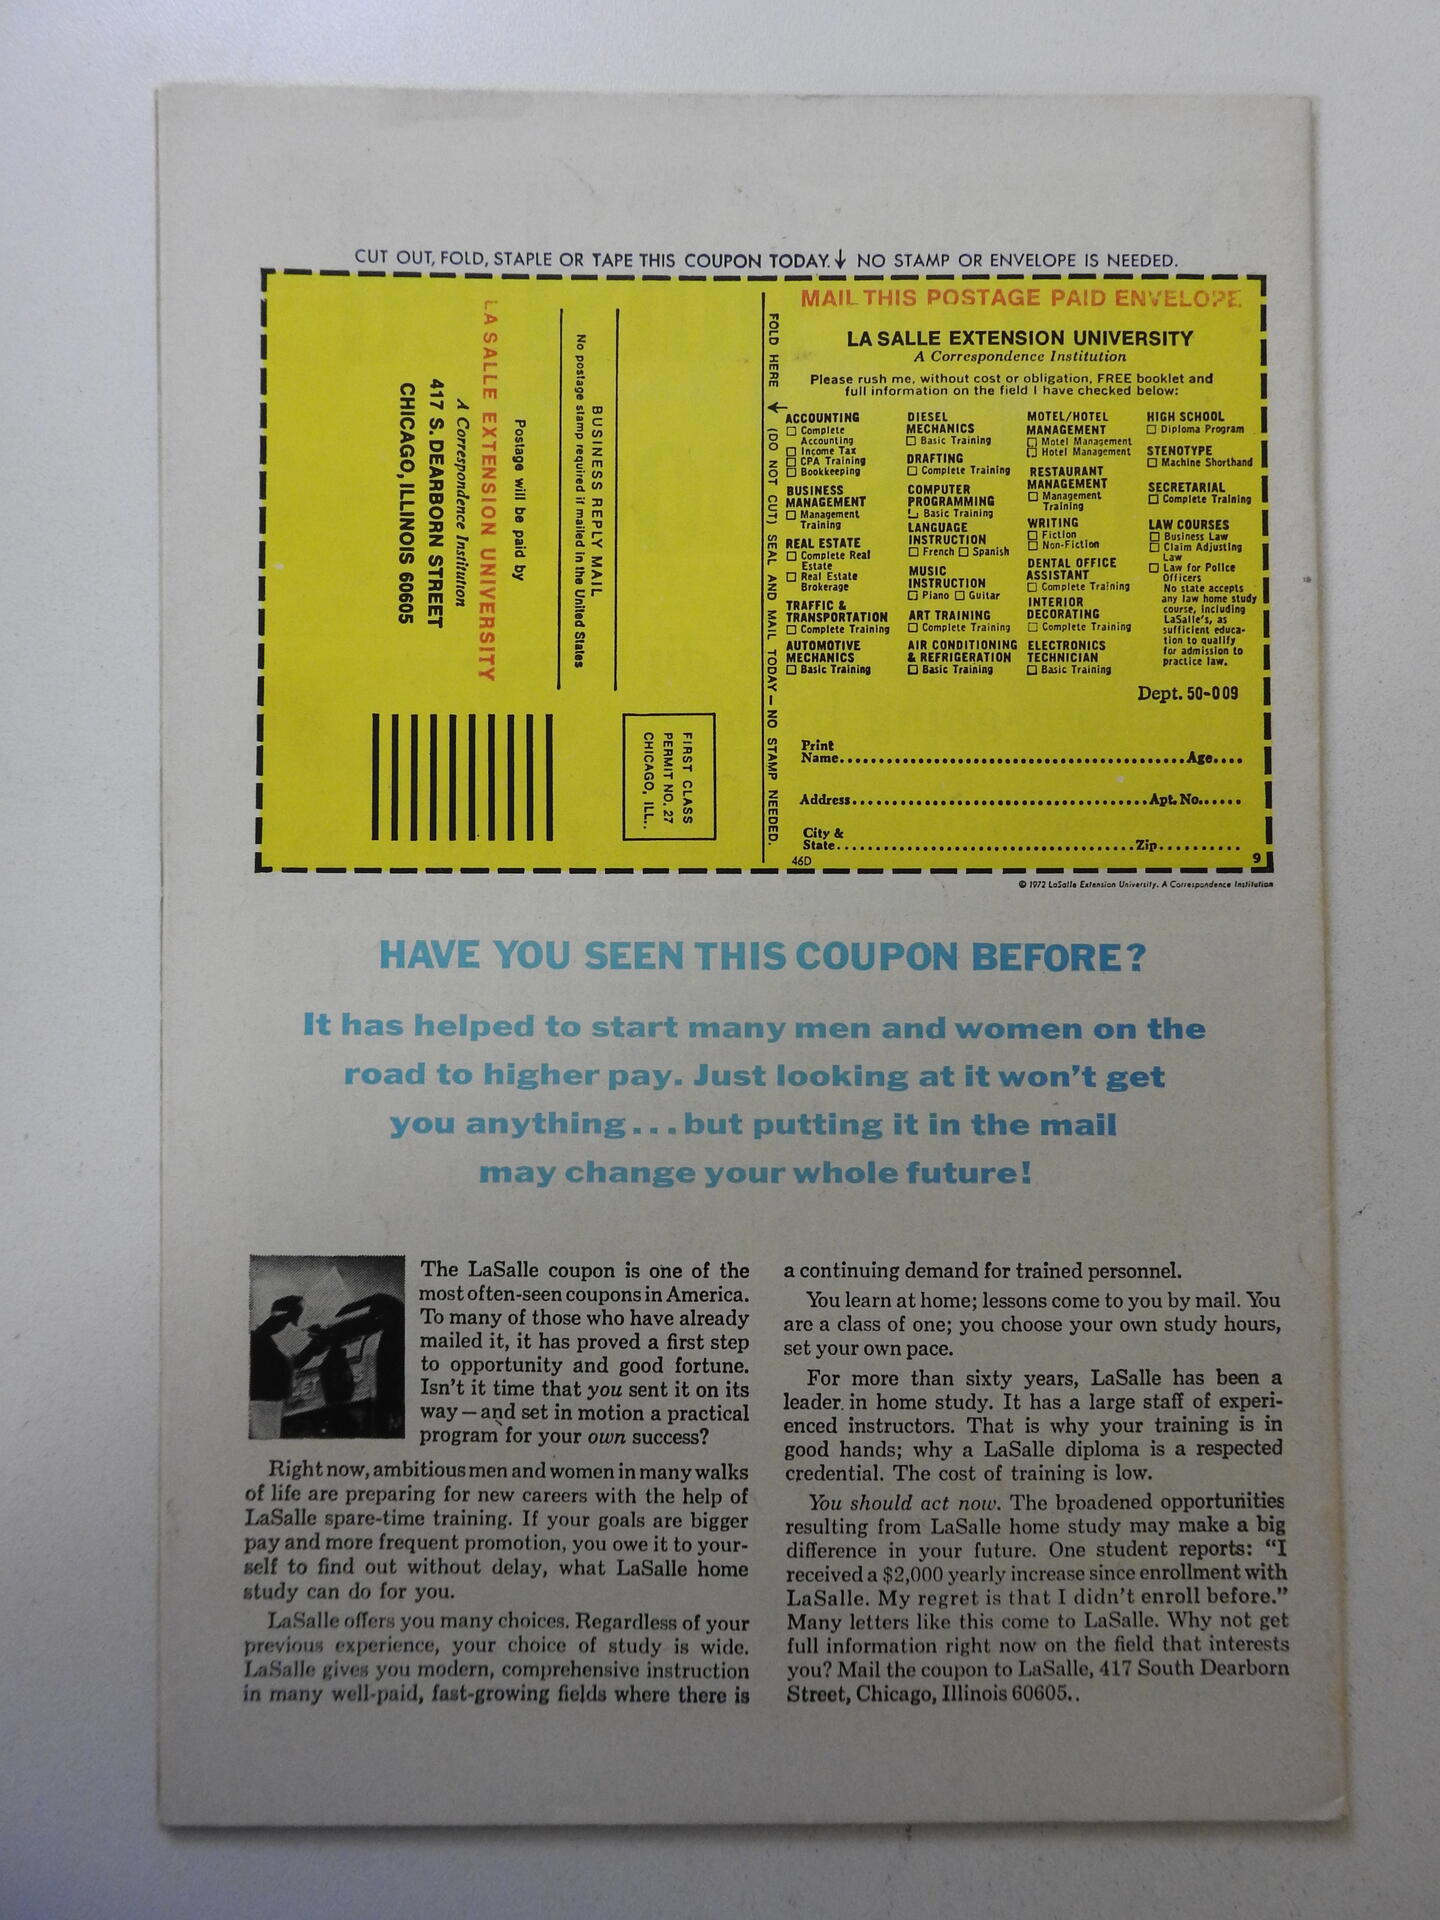 CUT OUT, FOLD, STAPLE OR TAPE THIS COUPON TODAY.↓ NO STAMP OR ENVELOPE IS NEEDED.
LA SALLE EXTENSION UNIVERSITY
A Correspondence Institution
417 S. DEARBORN STREET
CHICAGO, ILLINOIS 60605
Postage will be paid by
BUSINESS REPLY MAIL
No postage stamp required if mailed in the United States
FIRST CLASS
PERMIT NO. 27
CHICAGO, ILL..
FOLD HERE ↓ (DO NOT CUT) SEAL AND MAIL TODAY — NO STAMP NEEDED.
MAIL THIS POSTAGE PAID ENVELOPE
LA SALLE EXTENSION UNIVERSITY
A Correspondence Institution
Please rush me, without cost or obligation, FREE booklet and
full information on the field I have checked below:
ACCOUNTING
☐ Complete
Accounting
☐ Income Tax
☐ CPA Training
☐ Bookkeeping
BUSINESS
MANAGEMENT
☐ Management
Training
REAL ESTATE
☐ Complete Real
Estate
☐ Real Estate
Brokerage
TRAFFIC &
TRANSPORTATION
☐ Complete Training
AUTOMOTIVE
MECHANICS
☐ Basic Training
DIESEL
MECHANICS
☐ Basic Training
DRAFTING
☐ Complete Training
COMPUTER
PROGRAMMING
☐ Basic Training
LANGUAGE
INSTRUCTION
☐ French ☐ Spanish
MUSIC
INSTRUCTION
☐ Piano ☐ Guitar
ART TRAINING
☐ Complete Training
AIR CONDITIONING
& REFRIGERATION
☐ Basic Training
MOTEL/HOTEL
MANAGEMENT
☐ Motel Management
☐ Hotel Management
RESTAURANT
MANAGEMENT
☐ Management
Training
WRITING
☐ Fiction
☐ Non-Fiction
DENTAL OFFICE
ASSISTANT
☐ Complete Training
INTERIOR
DECORATING
☐ Complete Training
ELECTRONICS
TECHNICIAN
☐ Basic Training
HIGH SCHOOL
☐ Diploma Program
STENOTYPE
☐ Machine Shorthand
SECRETARIAL
☐ Complete Training
LAW COURSES
☐ Business Law
☐ Claim Adjusting
Law
☐ Law for Police
Officers
No state accepts
any law home study
course, including
LaSalle's, as
sufficient educa-
tion to qualify
for admission to
practice law.
Dept. 50-009
Print
Name..........Age....
Address..........Apt. No......
City &
State..........Zip..........
46D 9
© 1972 LaSalle Extension University. A Correspondence Institution
HAVE YOU SEEN THIS COUPON BEFORE?
It has helped to start many men and women on the
road to higher pay. Just looking at it won't get
you anything...but putting it in the mail
may change your whole future!
The LaSalle coupon is one of the
most often-seen coupons in America.
To many of those who have already
mailed it, it has proved a first step
to opportunity and good fortune.
Isn't it time that you sent it on its
way—and set in motion a practical
program for your own success?
Right now, ambitious men and women in many walks
of life are preparing for new careers with the help of
LaSalle spare-time training. If your goals are bigger
pay and more frequent promotion, you owe it to your-
self to find out without delay, what LaSalle home
study can do for you.
LaSalle offers you many choices. Regardless of your
previous experience, your choice of study is wide.
LaSalle gives you modern, comprehensive instruction
in many well-paid, fast-growing fields where there is
a continuing demand for trained personnel.
You learn at home; lessons come to you by mail. You
are a class of one; you choose your own study hours,
set your own pace.
For more than sixty years, LaSalle has been a
leader in home study. It has a large staff of experi-
enced instructors. That is why your training is in
good hands; why a LaSalle diploma is a respected
credential. The cost of training is low.
You should act now. The broadened opportunities
resulting from LaSalle home study may make a big
difference in your future. One student reports: "I
received a $2,000 yearly increase since enrollment with
LaSalle. My regret is that I didn't enroll before."
Many letters like this come to LaSalle. Why not get
full information right now on the field that interests
you? Mail the coupon to LaSalle, 417 South Dearborn
Street, Chicago, Illinois 60605..